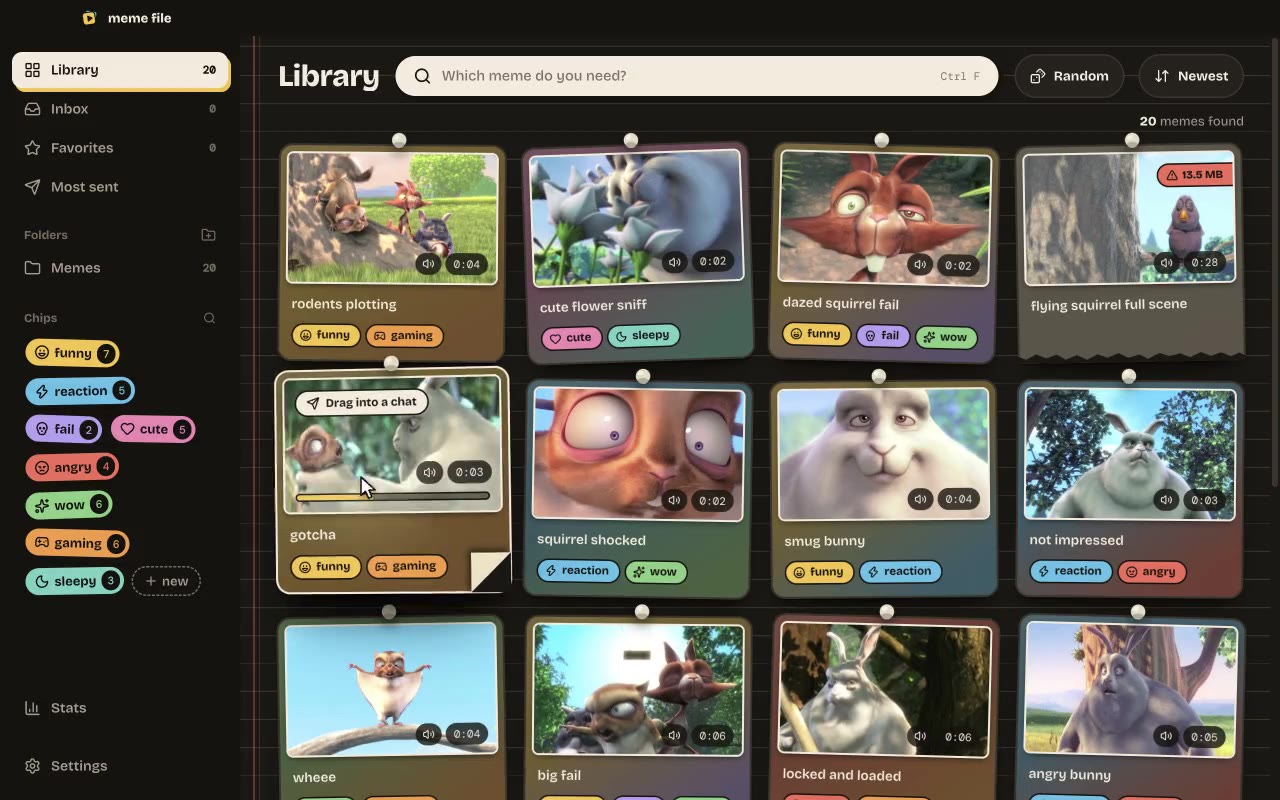 meme file
Library 20
Inbox 0
Favorites 0
Most sent
Folders
Memes 20
Chips
funny 7
reaction 5
fail 2
cute 5
angry 4
wow 6
gaming 6
sleepy 3
+ new
Stats
Settings
Library
Which meme do you need? Ctrl F
Random
Newest
20 memes found
0:04
rodents plotting
funny gaming
0:02
cute flower sniff
cute sleepy
0:02
dazed squirrel fail
funny fail wow
13.5 MB
0:28
flying squirrel full scene
Drag into a chat
0:03
gotcha
funny gaming
0:02
squirrel shocked
reaction wow
0:04
smug bunny
funny reaction
0:03
not impressed
reaction angry
0:04
wheee
0:06
big fail
0:06
locked and loaded
0:05
angry bunny